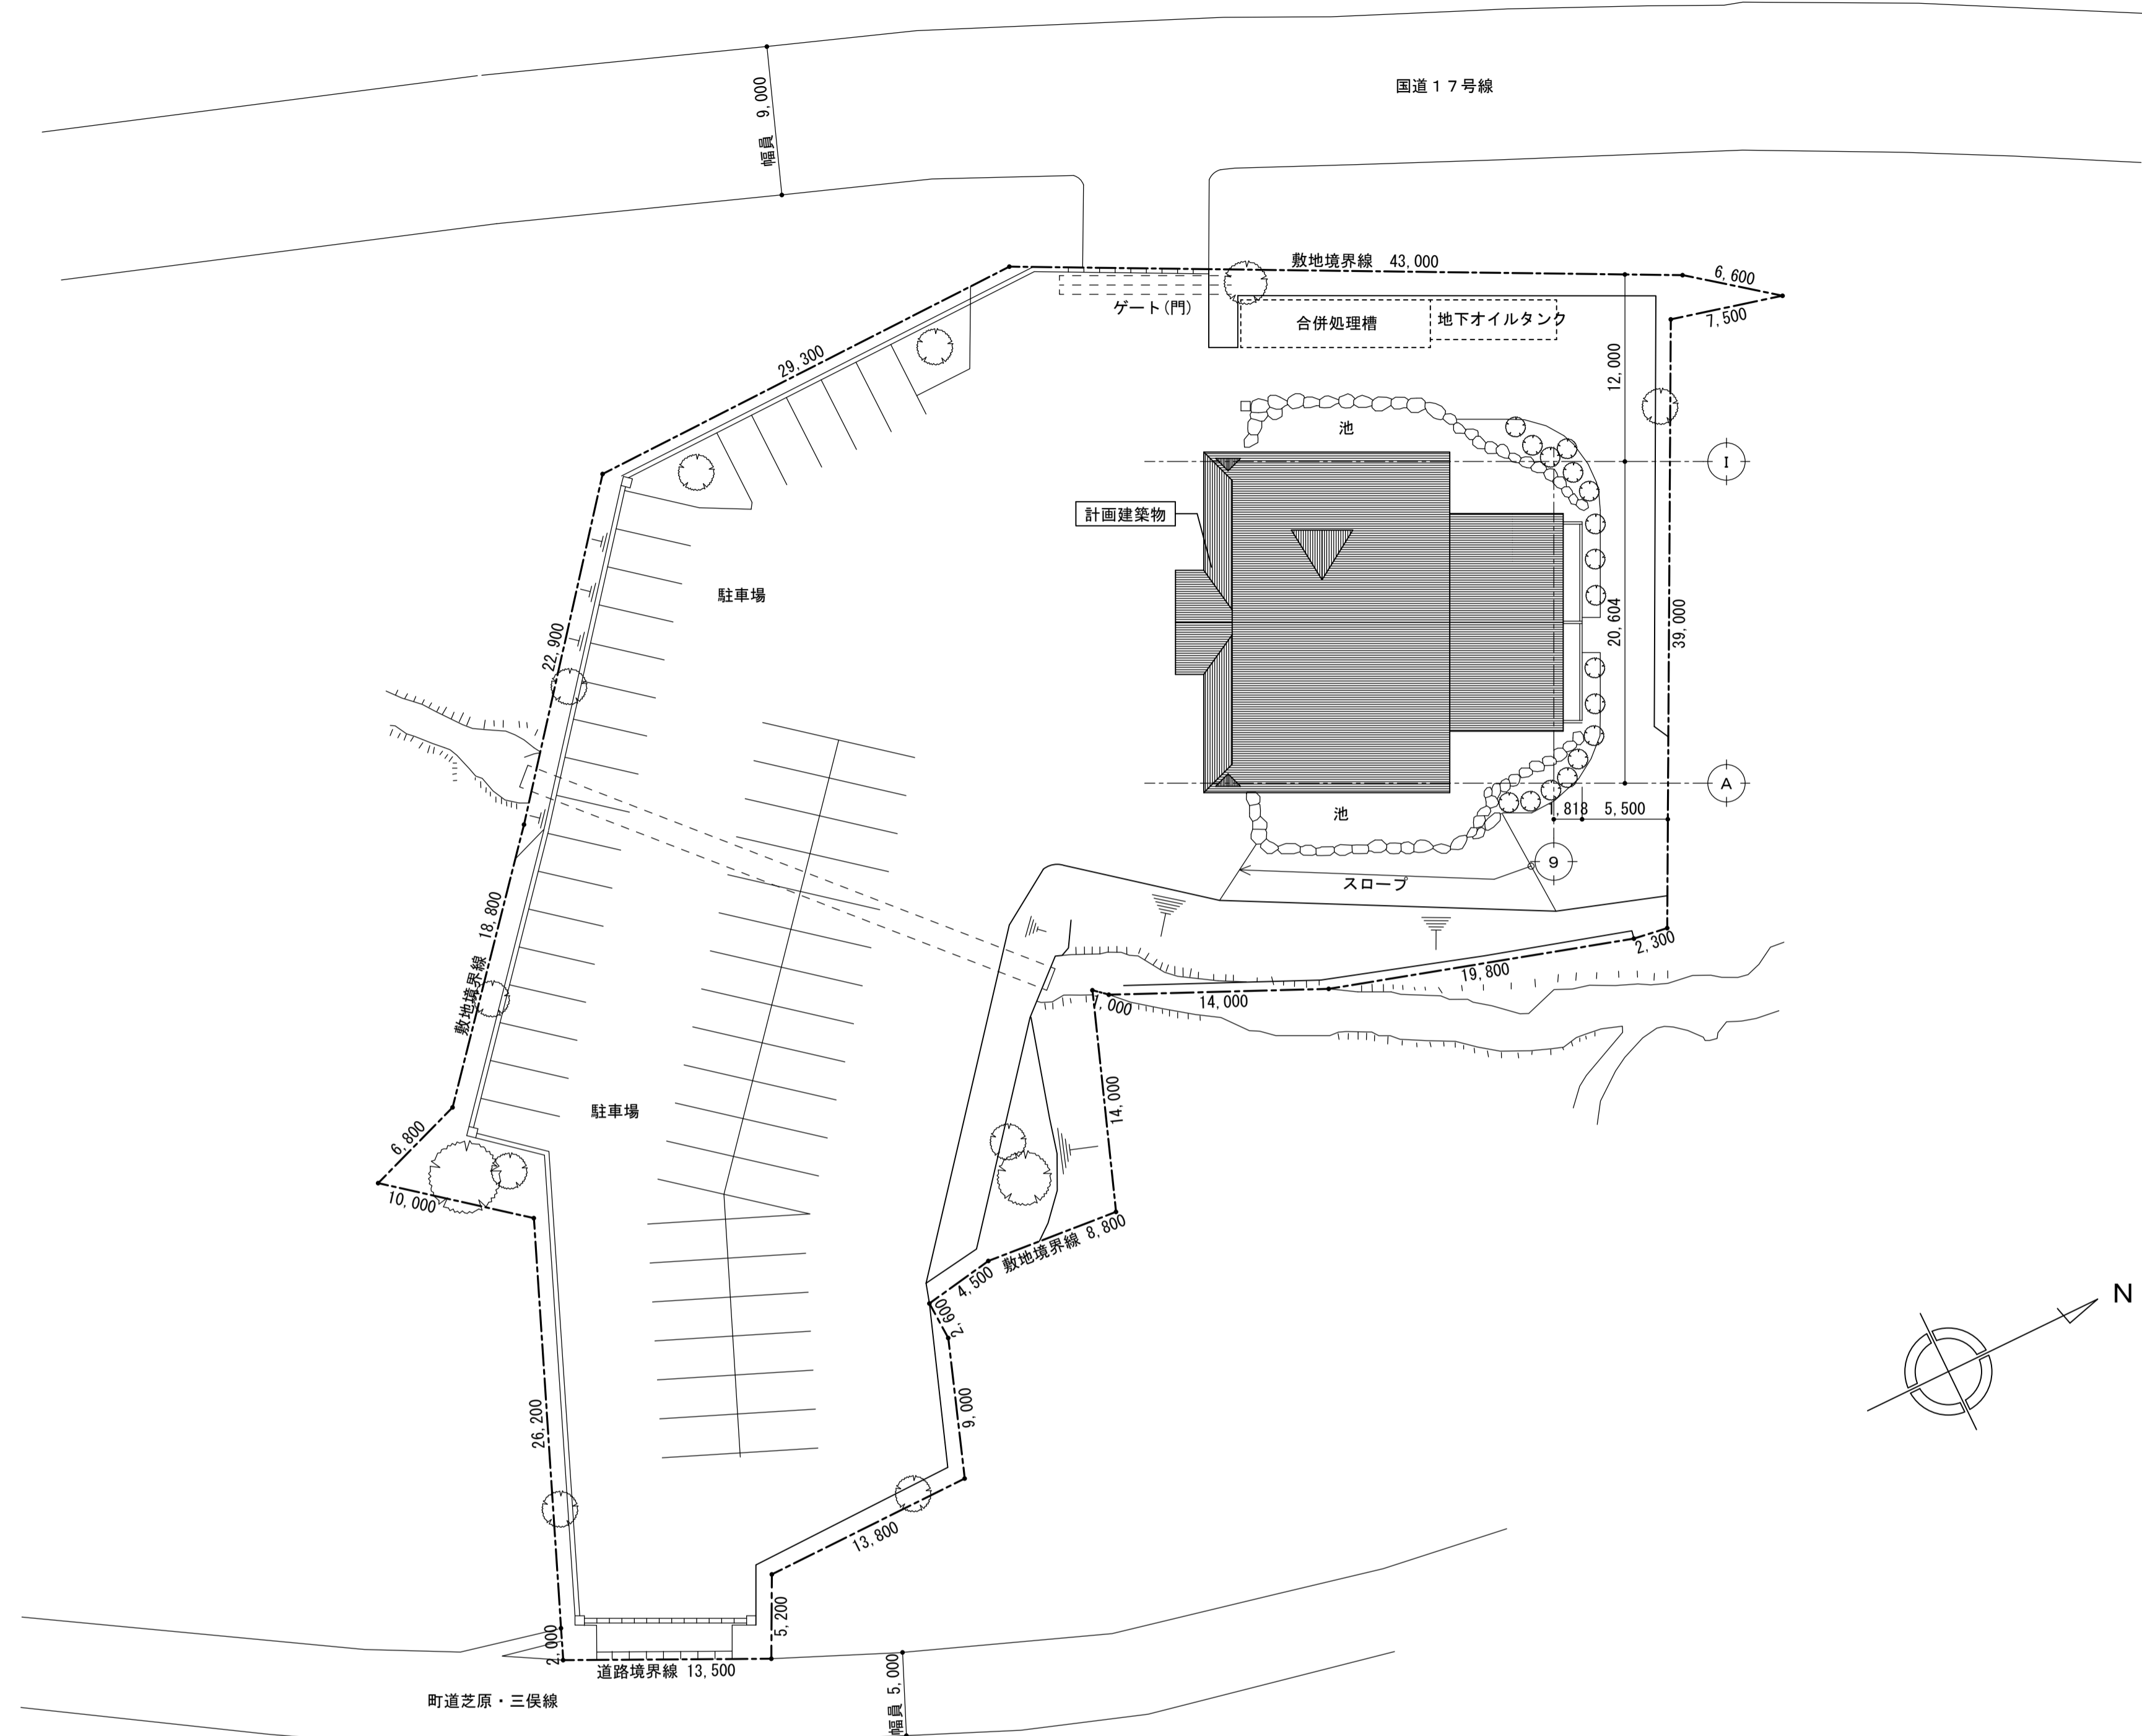 国道１７号線
幅員 9,000
敷地境界線 43,000
6,600
7,500
ゲート(門)
合併処理槽
地下オイルタンク
12,000
29,300
池
I
計画建築物
駐車場
20,604
39,000
22,900
A
池
1,818 5,500
9
スロープ
敷地境界線 18,800
2,300
19,800
14,000
1,000
14,000
駐車場
6,800
10,000
敷地境界線 8,800
4,500
2,600
N
9,000
26,200
13,800
5,200
2,000
道路境界線 13,500
幅員 5,000
町道芝原・三俣線